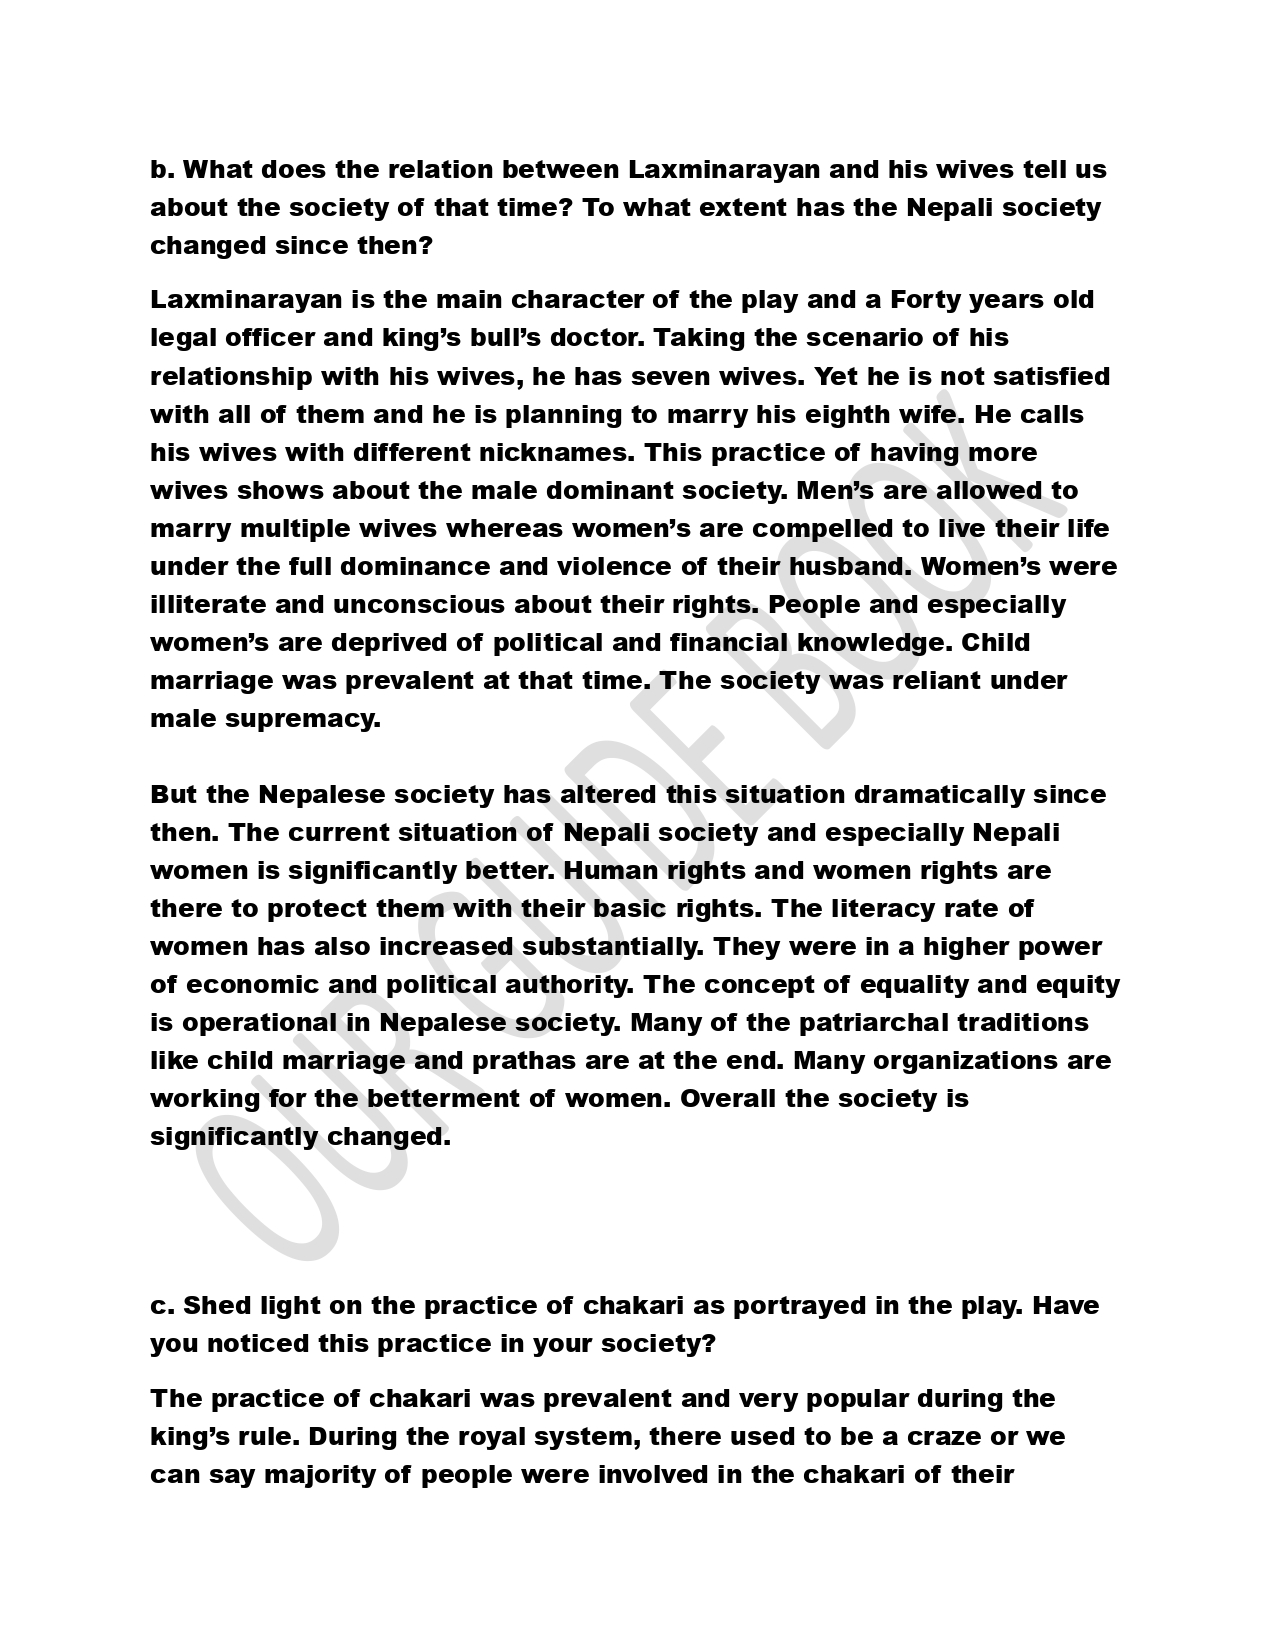 b. What does the relation between Laxminarayan and his wives tell us
about the society of that time? To what extent has the Nepali society
changed since then?
Laxminarayan is the main character of the play and a Forty years old
legal officer and king’s bull’s doctor. Taking the scenario of his
relationship with his wives, he has seven wives. Yet he is not satisfied
with all of them and he is planning to marry his eighth wife. He calls
his wives with different nicknames. This practice of having more
wives shows about the male dominant society. Men’s are allowed to
marry multiple wives whereas women’s are compelled to live their life
under the full dominance and violence of their husband. Women’s were
illiterate and unconscious about their rights. People and especially
women’s are deprived of political and financial knowledge. Child
marriage was prevalent at that time. The society was reliant under
male supremacy.
But the Nepalese society has altered this situation dramatically since
then. The current situation of Nepali society and especially Nepali
women is significantly better. Human rights and women rights are
there to protect them with their basic rights. The literacy rate of
women has also increased substantially. They were in a higher power
of economic and political authority. The concept of equality and equity
is operational in Nepalese society. Many of the patriarchal traditions
like child marriage and prathas are at the end. Many organizations are
working for the betterment of women. Overall the society is
significantly changed.
OUR GUIDE BOOK
c. Shed light on the practice of chakari as portrayed in the play. Have
you noticed this practice in your society?
The practice of chakari was prevalent and very popular during the
king’s rule. During the royal system, there used to be a craze or we
can say majority of people were involved in the chakari of their